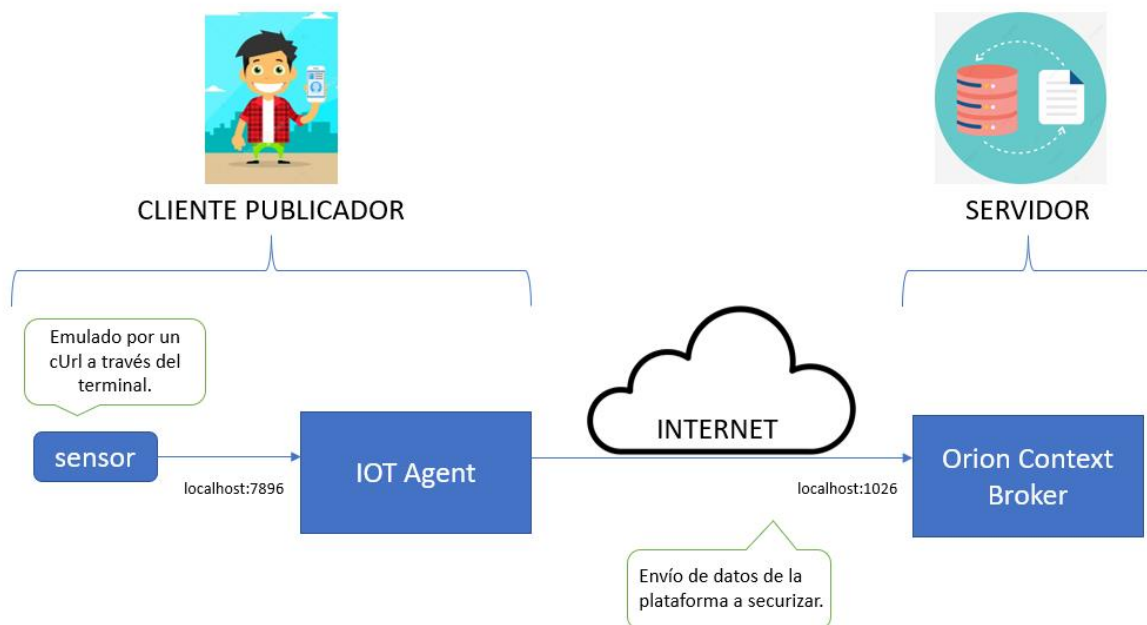 CLIENTE PUBLICADOR
SERVIDOR
Emulado por un
cUrl a través del
terminal.
sensor
localhost:7896
IOT Agent
INTERNET
localhost:1026
Orion Context
Broker
Envío de datos de la
plataforma a securizar.